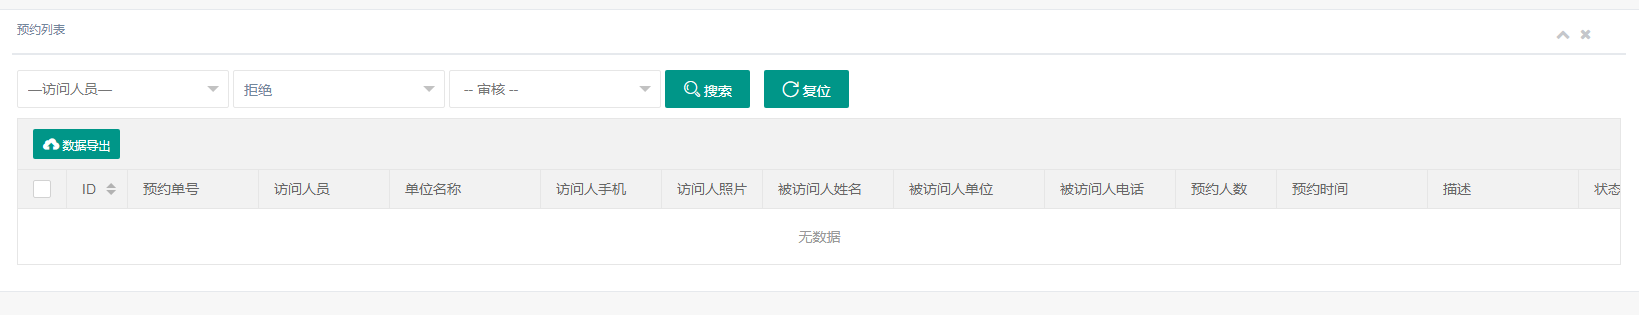 预约列表
—访问人员— 拒绝 -- 审核 -- 搜索 复位
数据导出
ID 预约单号 访问人员 单位名称 访问人手机 访问人照片 被访问人姓名 被访问人单位 被访问人电话 预约人数 预约时间 描述 状态
无数据